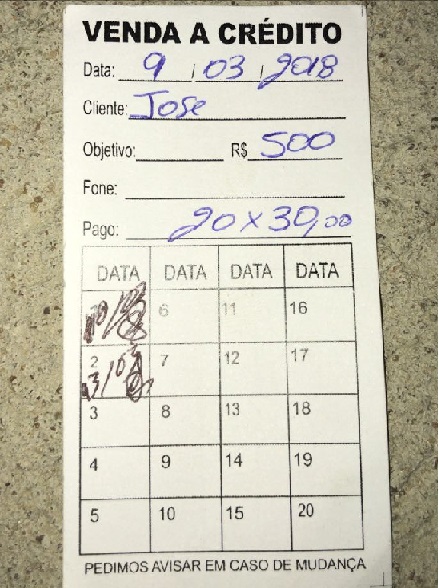 VENDA A CRÉDITO
Data: 9 / 03 / 2018
Cliente: Jose
Objetivo: R$ 500
Fone:
Pago: 20 x 30,00
DATA DATA DATA DATA
6 11 16
2 7 12 17
3 8 13 18
4 9 14 19
5 10 15 20
PEDIMOS AVISAR EM CASO DE MUDANÇA